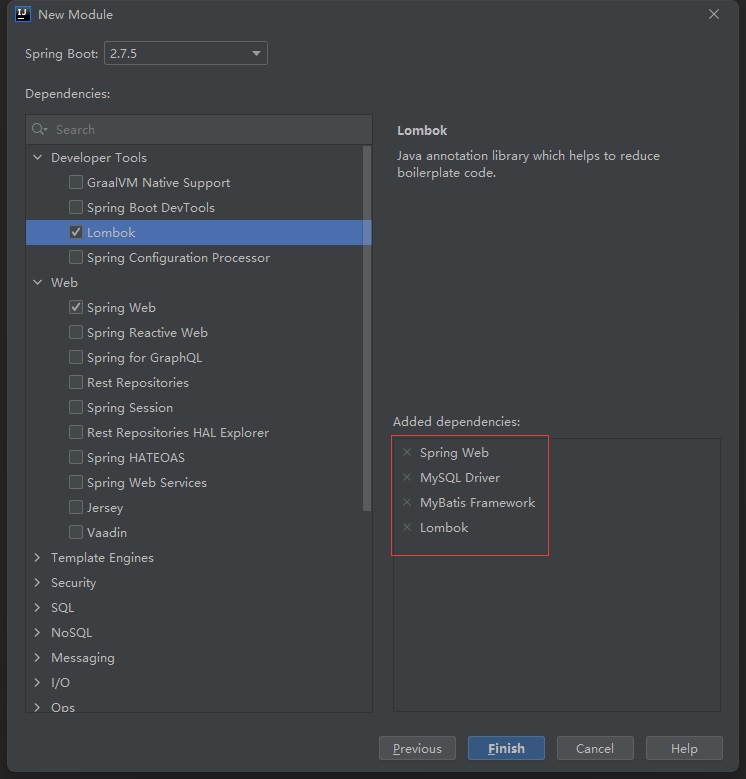 New Module
Spring Boot: 2.7.5
Dependencies:
Search
Developer Tools
GraalVM Native Support
Spring Boot DevTools
Lombok
Spring Configuration Processor
Web
Spring Web
Spring Reactive Web
Spring for GraphQL
Rest Repositories
Spring Session
Rest Repositories HAL Explorer
Spring HATEOAS
Spring Web Services
Jersey
Vaadin
Template Engines
Security
SQL
NoSQL
Messaging
I/O
Ops
Lombok
Java annotation library which helps to reduce
boilerplate code.
Added dependencies:
Spring Web
MySQL Driver
MyBatis Framework
Lombok
Previous Finish Cancel Help